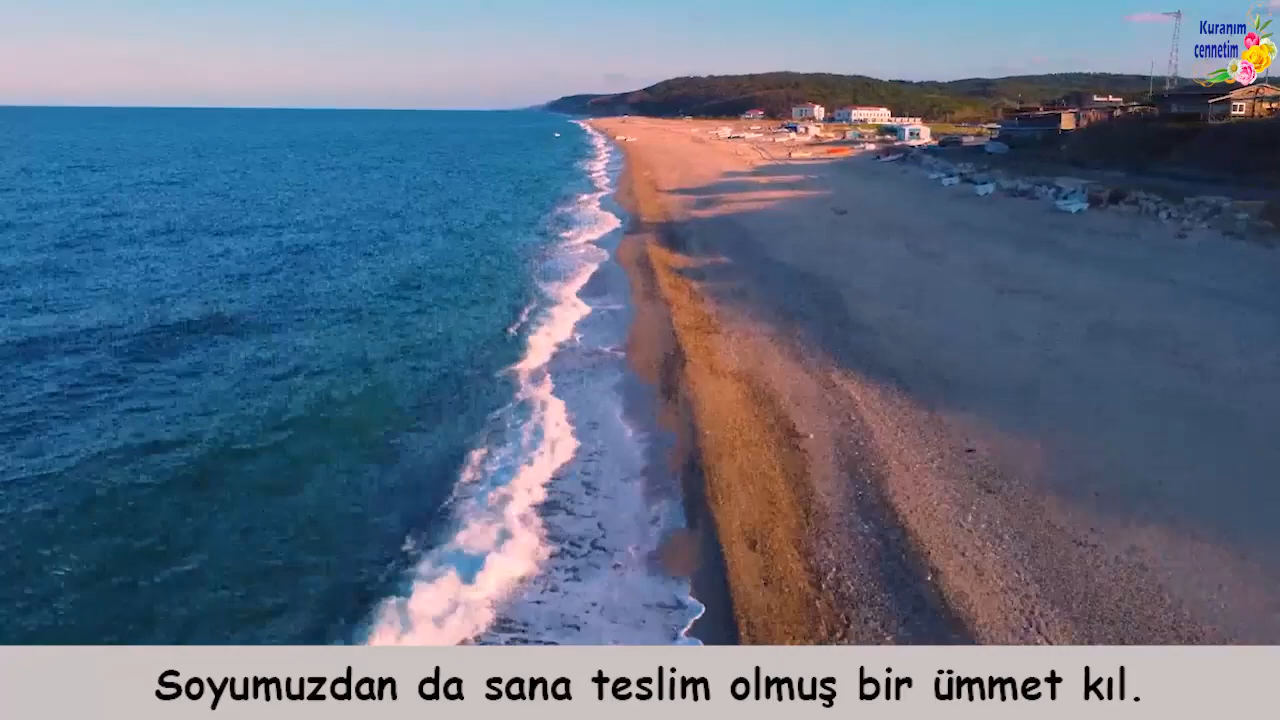 Kuranım
cennetim
Soyumuzdan da sana teslim olmuş bir ümmet kıl.